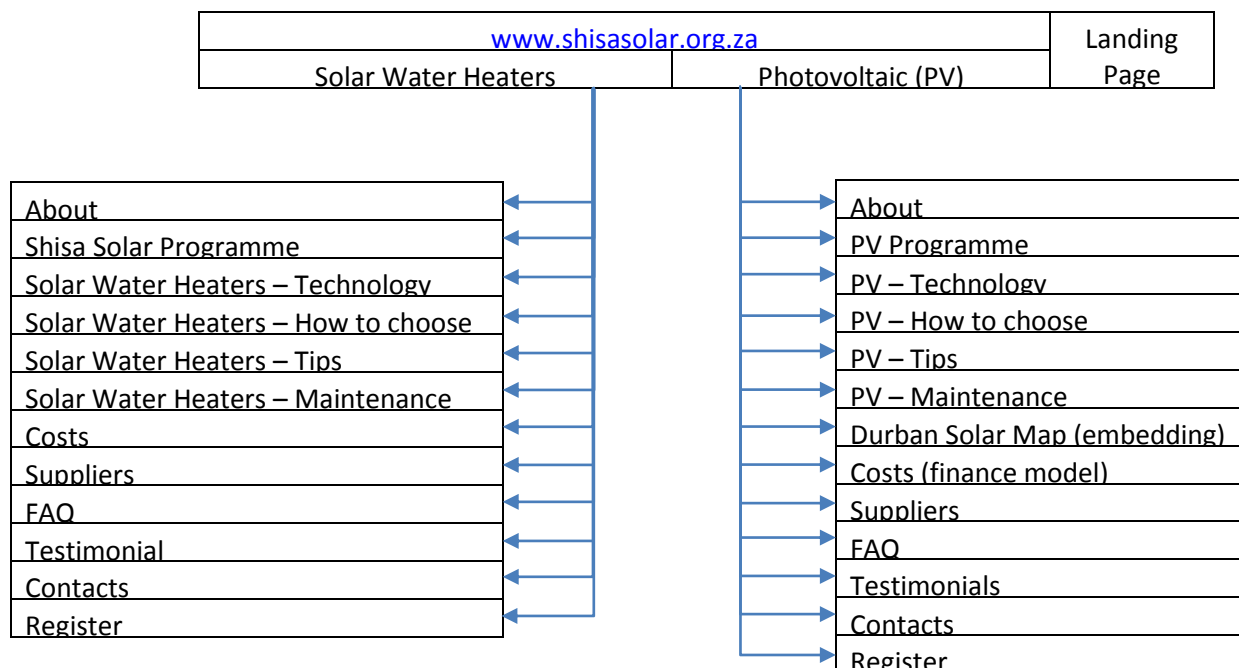 www.shisasolar.org.za
Landing
Page
Solar Water Heaters
Photovoltaic (PV)
About
Shisa Solar Programme
Solar Water Heaters – Technology
Solar Water Heaters – How to choose
Solar Water Heaters – Tips
Solar Water Heaters – Maintenance
Costs
Suppliers
FAQ
Testimonial
Contacts
Register
About
PV Programme
PV – Technology
PV – How to choose
PV – Tips
PV – Maintenance
Durban Solar Map (embedding)
Costs (finance model)
Suppliers
FAQ
Testimonials
Contacts
Register